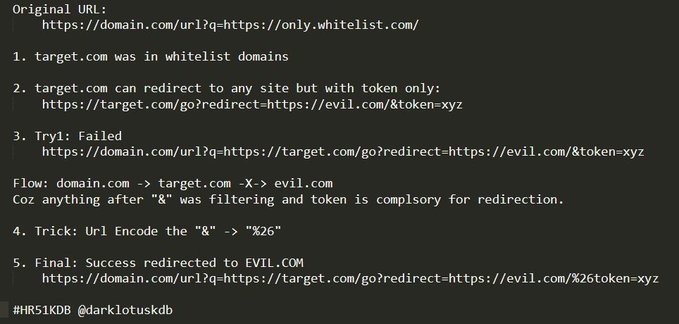 Original URL:
https://domain.com/url?q=https://only.whitelist.com/
1. target.com was in whitelist domains
2. target.com can redirect to any site but with token only:
https://target.com/go?redirect=https://evil.com/&token=xyz
3. Try1: Failed
https://domain.com/url?q=https://target.com/go?redirect=https://evil.com/&token=xyz
Flow: domain.com -> target.com -X-> evil.com
Coz anything after "&" was filtering and token is complsory for redirection.
4. Trick: Url Encode the "&" -> "%26"
5. Final: Success redirected to EVIL.COM
https://domain.com/url?q=https://target.com/go?redirect=https://evil.com/%26token=xyz
#HR51KDB @darklotuskdb